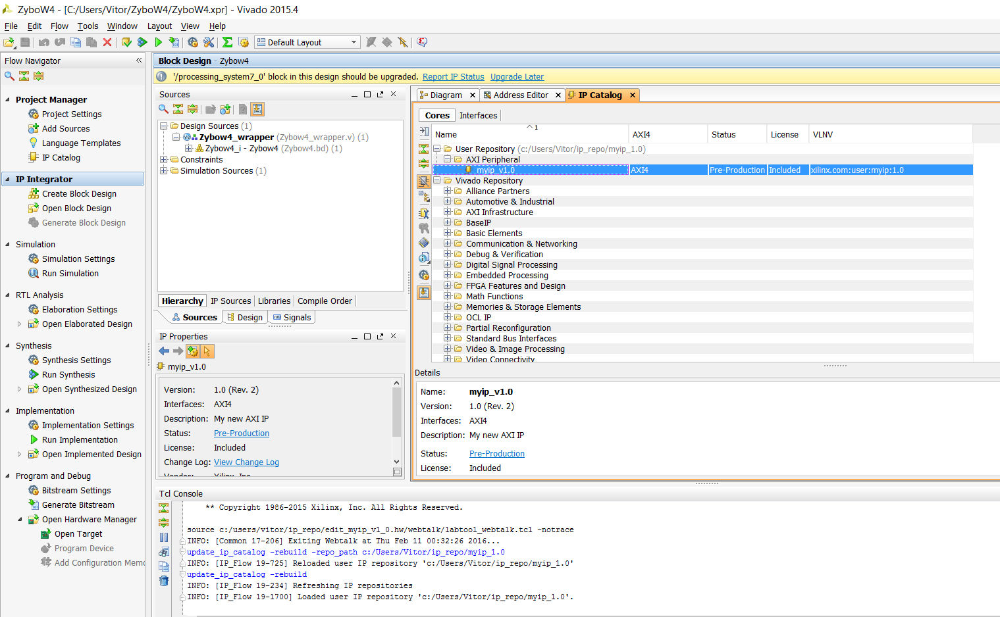 ZyboW4 - [C:/Users/Vitor/ZyboW4/ZyboW4.xpr] - Vivado 2015.4
File Edit Flow Tools Window Layout View Help
Default Layout
Flow Navigator
Project Manager
Project Settings
Add Sources
Language Templates
IP Catalog
IP Integrator
Create Block Design
Open Block Design
Generate Block Design
Simulation
Simulation Settings
Run Simulation
RTL Analysis
Elaboration Settings
Open Elaborated Design
Synthesis
Synthesis Settings
Run Synthesis
Open Synthesized Design
Implementation
Implementation Settings
Run Implementation
Open Implemented Design
Program and Debug
Bitstream Settings
Generate Bitstream
Open Hardware Manager
Open Target
Program Device
Add Configuration Memo
Block Design - Zybow4
'/processing_system7_0' block in this design should be upgraded. Report IP Status Upgrade Later
Sources
Design Sources (1)
Zybow4_wrapper (Zybow4_wrapper.v) (1)
Zybow4_i - Zybow4 (Zybow4.bd) (1)
Constraints
Simulation Sources (1)
Hierarchy IP Sources Libraries Compile Order
Sources Design Signals
IP Properties
myip_v1.0
Version: 1.0 (Rev. 2)
Interfaces: AXI4
Description: My new AXI IP
Status: Pre-Production
License: Included
Change Log: View Change Log
Vendor: Xilinx, Inc.
Diagram Address Editor IP Catalog
Cores Interfaces
Name 1 AXI4 Status License VLNV
User Repository (c:/Users/Vitor/ip_repo/myip_1.0)
AXI Peripheral
myip_v1.0 AXI4 Pre-Production Included xilinx.com:user:myip:1.0
Vivado Repository
Alliance Partners
Automotive & Industrial
AXI Infrastructure
BaseIP
Basic Elements
Communication & Networking
Debug & Verification
Digital Signal Processing
Embedded Processing
FPGA Features and Design
Math Functions
Memories & Storage Elements
OCL IP
Partial Reconfiguration
Standard Bus Interfaces
Video & Image Processing
Video Connectivity
Details
Name: myip_v1.0
Version: 1.0 (Rev. 2)
Interfaces: AXI4
Description: My new AXI IP
Status: Pre-Production
License: Included
Tcl Console
** Copyright 1986-2015 Xilinx, Inc. All Rights Reserved.
source c:/users/vitor/ip_repo/edit_myip_v1_0.hw/webtalk/labtool_webtalk.tcl -notrace
INFO: [Common 17-206] Exiting Webtalk at Thu Feb 11 00:32:26 2016...
update_ip_catalog -rebuild -repo_path c:/Users/Vitor/ip_repo/myip_1.0
INFO: [IP_Flow 19-725] Reloaded user IP repository 'c:/Users/Vitor/ip_repo/myip_1.0'
update_ip_catalog -rebuild
INFO: [IP_Flow 19-234] Refreshing IP repositories
INFO: [IP_Flow 19-1700] Loaded user IP repository 'c:/Users/Vitor/ip_repo/myip_1.0'.